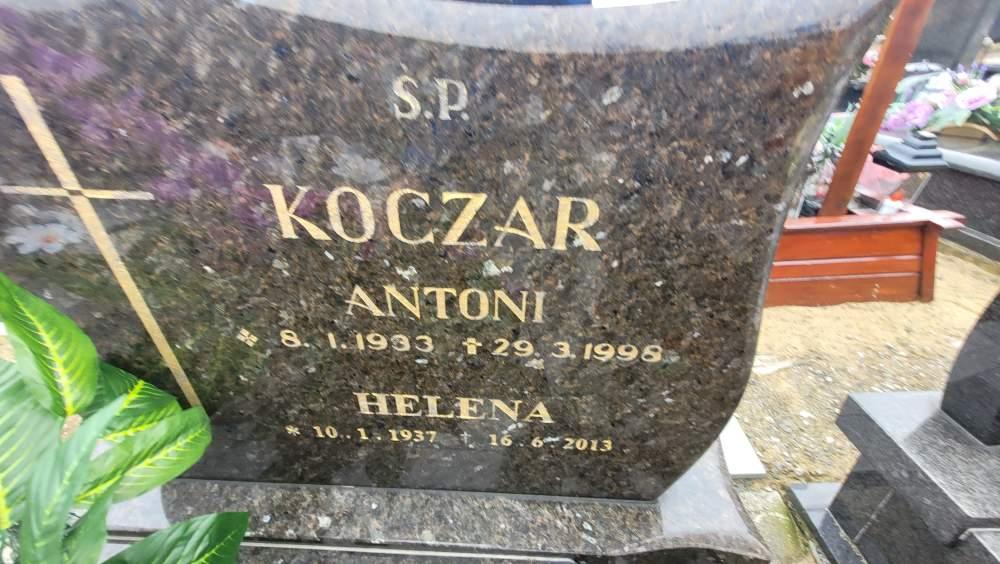 Ś.P.
KOCZAR
ANTONI
* 8. 1. 1933 ✝ 29. 3. 1998
HELENA
* 10. 1. 1937 ✝ 16. 6. 2013